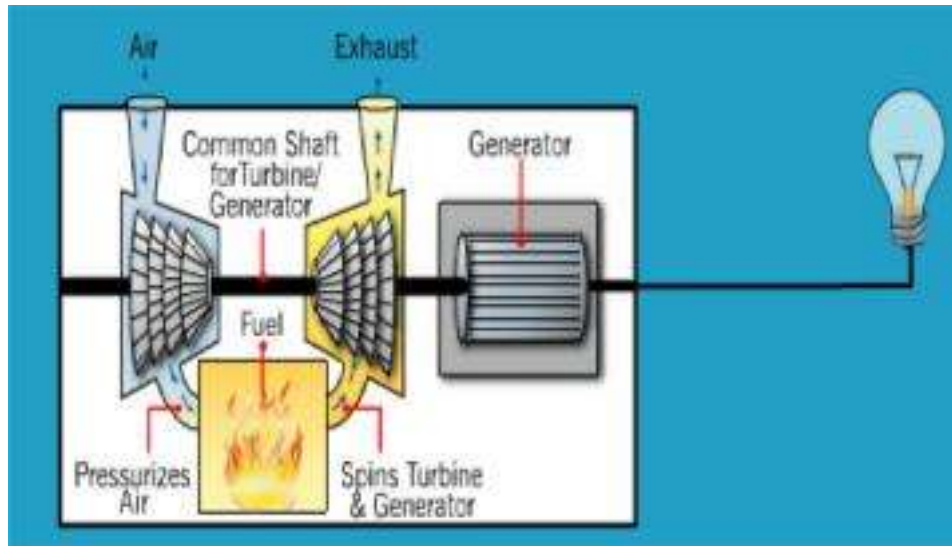 Air
Exhaust
Common Shaft
forTurbine/
Generator
Generator
Fuel
Pressurizes
Air
Spins Turbine
& Generator